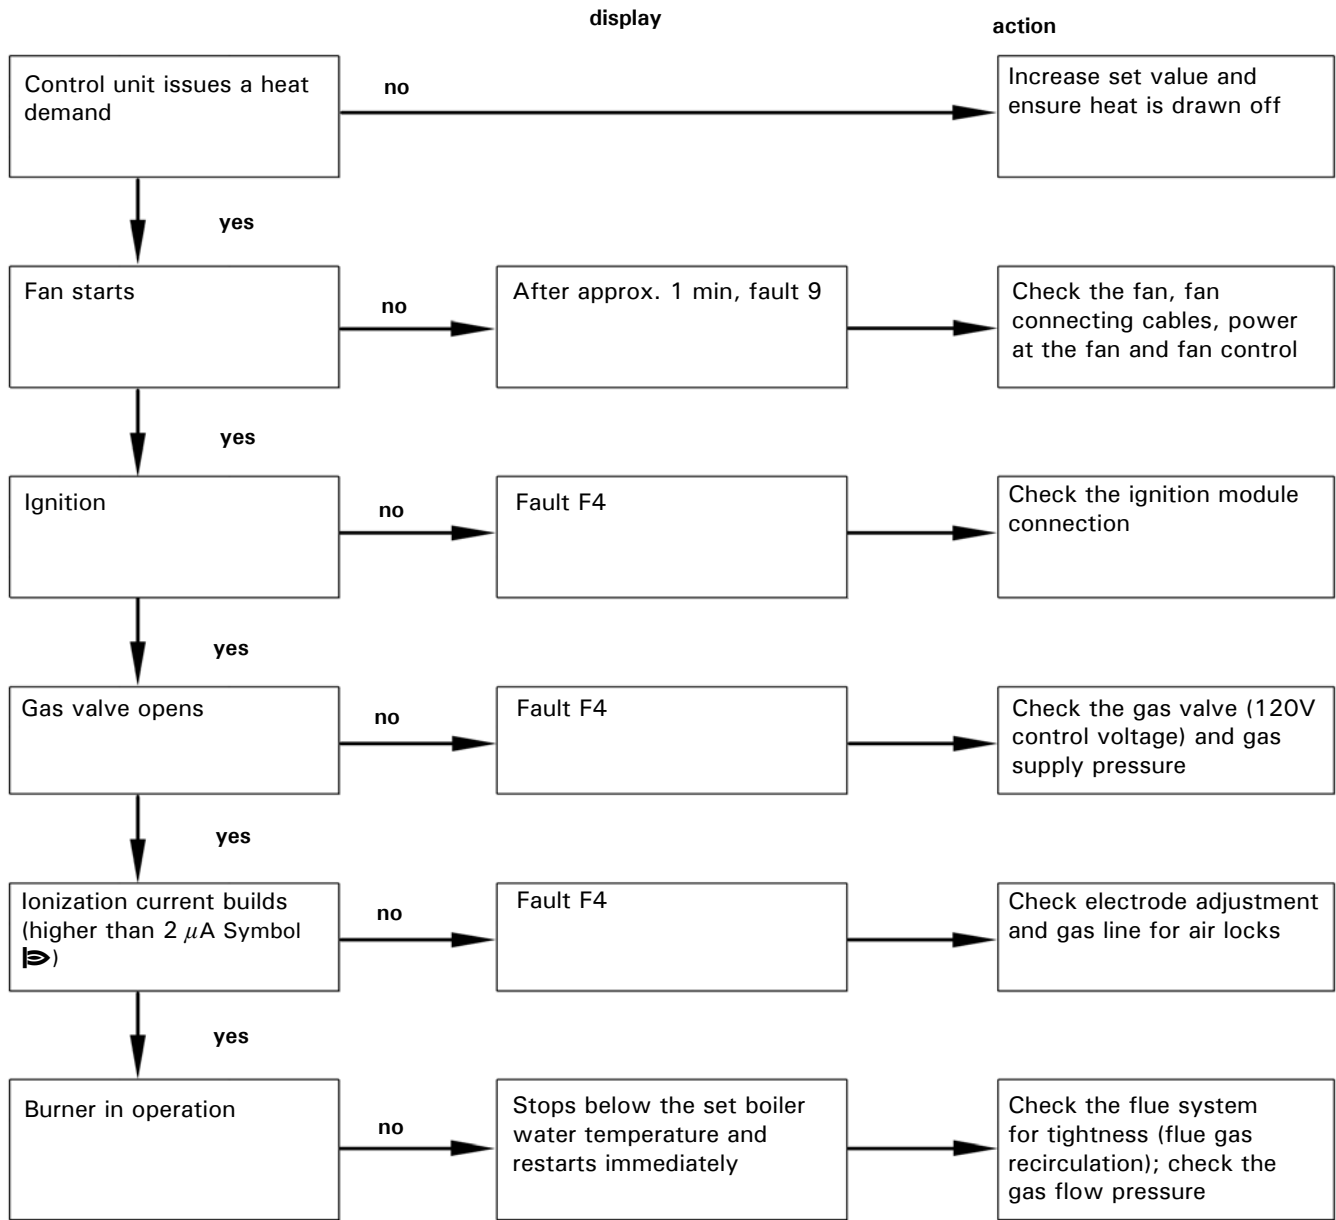 display
action
Control unit issues a heat
demand
no
Increase set value and
ensure heat is drawn off
yes
Fan starts
no
After approx. 1 min, fault 9
Check the fan, fan
connecting cables, power
at the fan and fan control
yes
Ignition
no
Fault F4
Check the ignition module
connection
yes
Gas valve opens
no
Fault F4
Check the gas valve (120V
control voltage) and gas
supply pressure
yes
Ionization current builds
(higher than 2 μA Symbol
)
no
Fault F4
Check electrode adjustment
and gas line for air locks
yes
Burner in operation
no
Stops below the set boiler
water temperature and
restarts immediately
Check the flue system
for tightness (flue gas
recirculation); check the
gas flow pressure